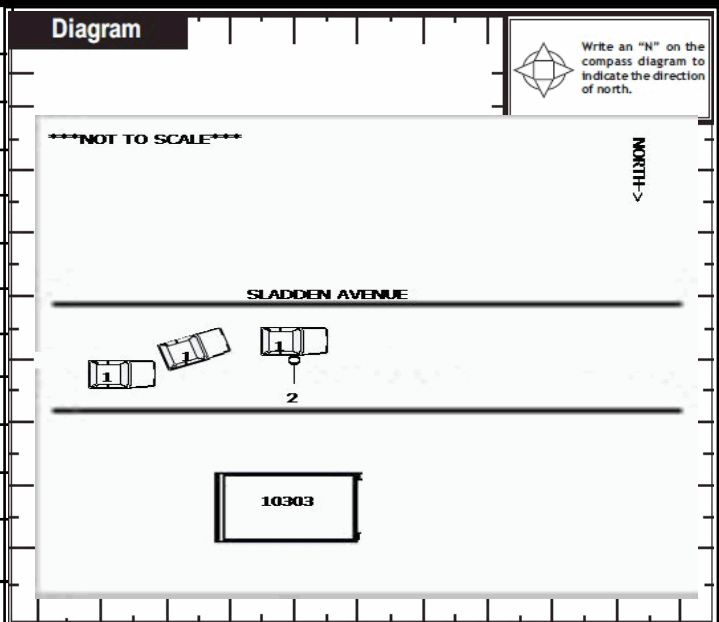 Diagram
Write an “N” on the
compass diagram to
indicate the direction
of north.
***NOT TO SCALE***
NORTH->
SLADDEN AVENUE
1
1
1
2
10303